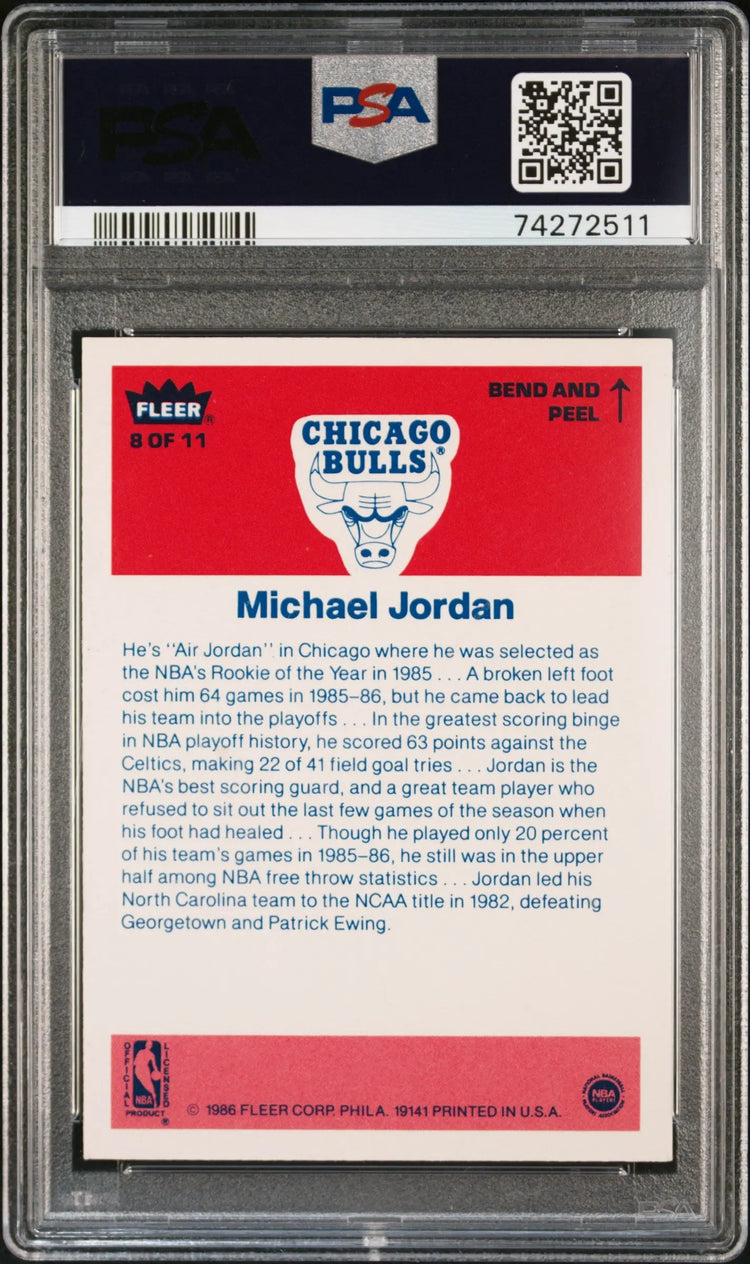 PSA
PSA
74272511
FLEER®
8 OF 11
BEND AND
PEEL
CHICAGO
BULLS®
Michael Jordan
He's "Air Jordan" in Chicago where he was selected as
the NBA's Rookie of the Year in 1985 . . . A broken left foot
cost him 64 games in 1985–86, but he came back to lead
his team into the playoffs . . . In the greatest scoring binge
in NBA playoff history, he scored 63 points against the
Celtics, making 22 of 41 field goal tries . . . Jordan is the
NBA's best scoring guard, and a great team player who
refused to sit out the last few games of the season when
his foot had healed . . . Though he played only 20 percent
of his team's games in 1985–86, he still was in the upper
half among NBA free throw statistics . . . Jordan led his
North Carolina team to the NCAA title in 1982, defeating
Georgetown and Patrick Ewing.
OFFICIAL
LICENSED
NBA
PRODUCT
®
© 1986 FLEER CORP. PHILA. 19141 PRINTED IN U.S.A.
NATIONAL BASKETBALL
NBA
PLAYERS
PLAYERS ASSOCIATION
PSA